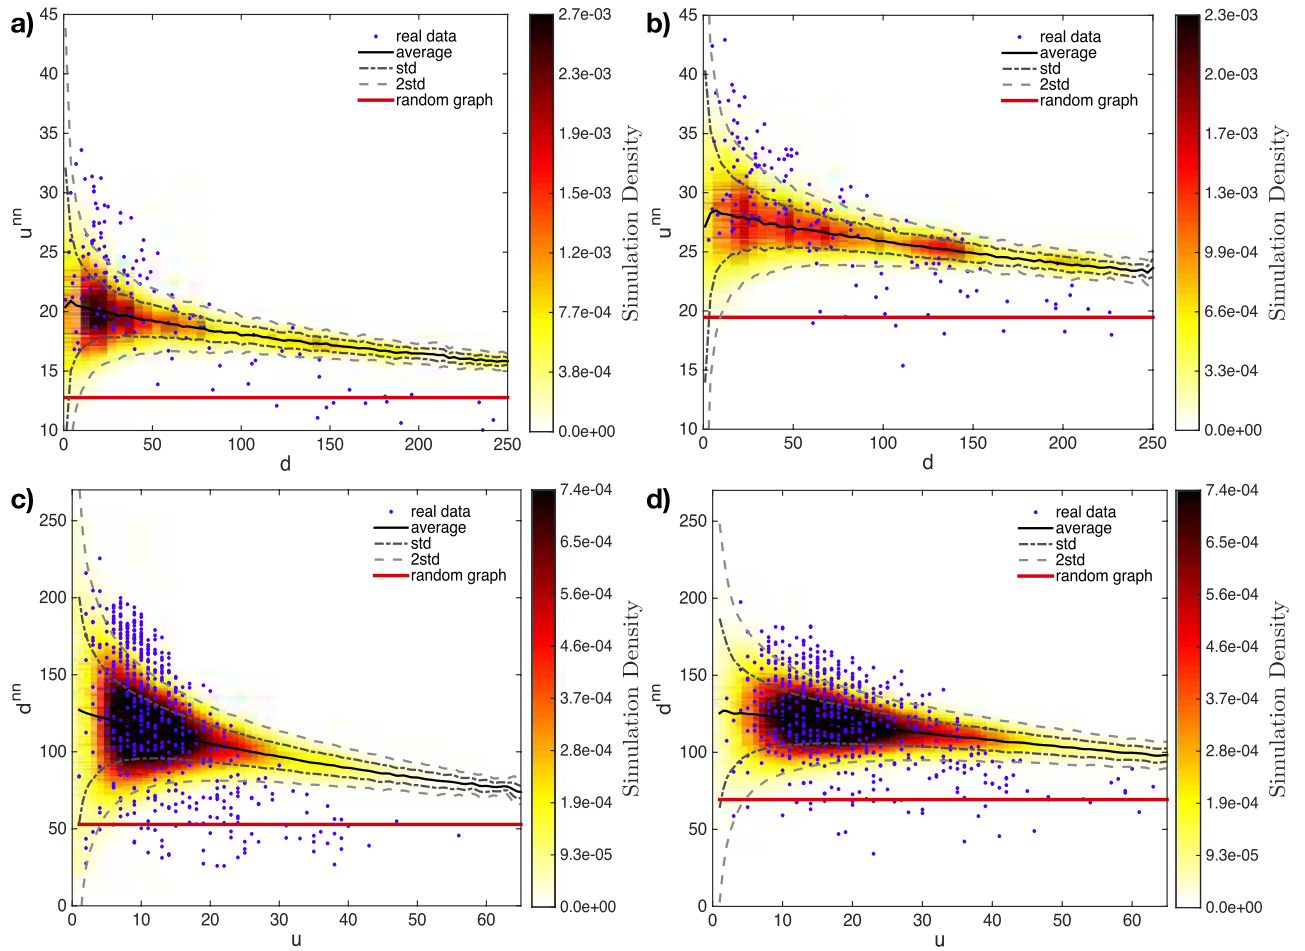 a)
45
40
35
30
25
20
15
10
u^nn
0 50 100 150 200 250
d
real data
average
std
2std
random graph
2.7e-03
2.3e-03
1.9e-03
1.5e-03
1.2e-03
7.7e-04
3.8e-04
0.0e+00
Simulation Density
b)
45
40
35
30
25
20
15
10
u^nn
0 50 100 150 200 250
d
real data
average
std
2std
random graph
2.3e-03
2.0e-03
1.7e-03
1.3e-03
9.9e-04
6.6e-04
3.3e-04
0.0e+00
Simulation Density
c)
250
200
150
100
50
0
d^nn
0 10 20 30 40 50 60
u
real data
average
std
2std
random graph
7.4e-04
6.5e-04
5.6e-04
4.6e-04
3.7e-04
2.8e-04
1.9e-04
9.3e-05
0.0e+00
Simulation Density
d)
250
200
150
100
50
0
d^nn
0 10 20 30 40 50 60
u
real data
average
std
2std
random graph
7.4e-04
6.5e-04
5.6e-04
4.6e-04
3.7e-04
2.8e-04
1.9e-04
9.3e-05
0.0e+00
Simulation Density